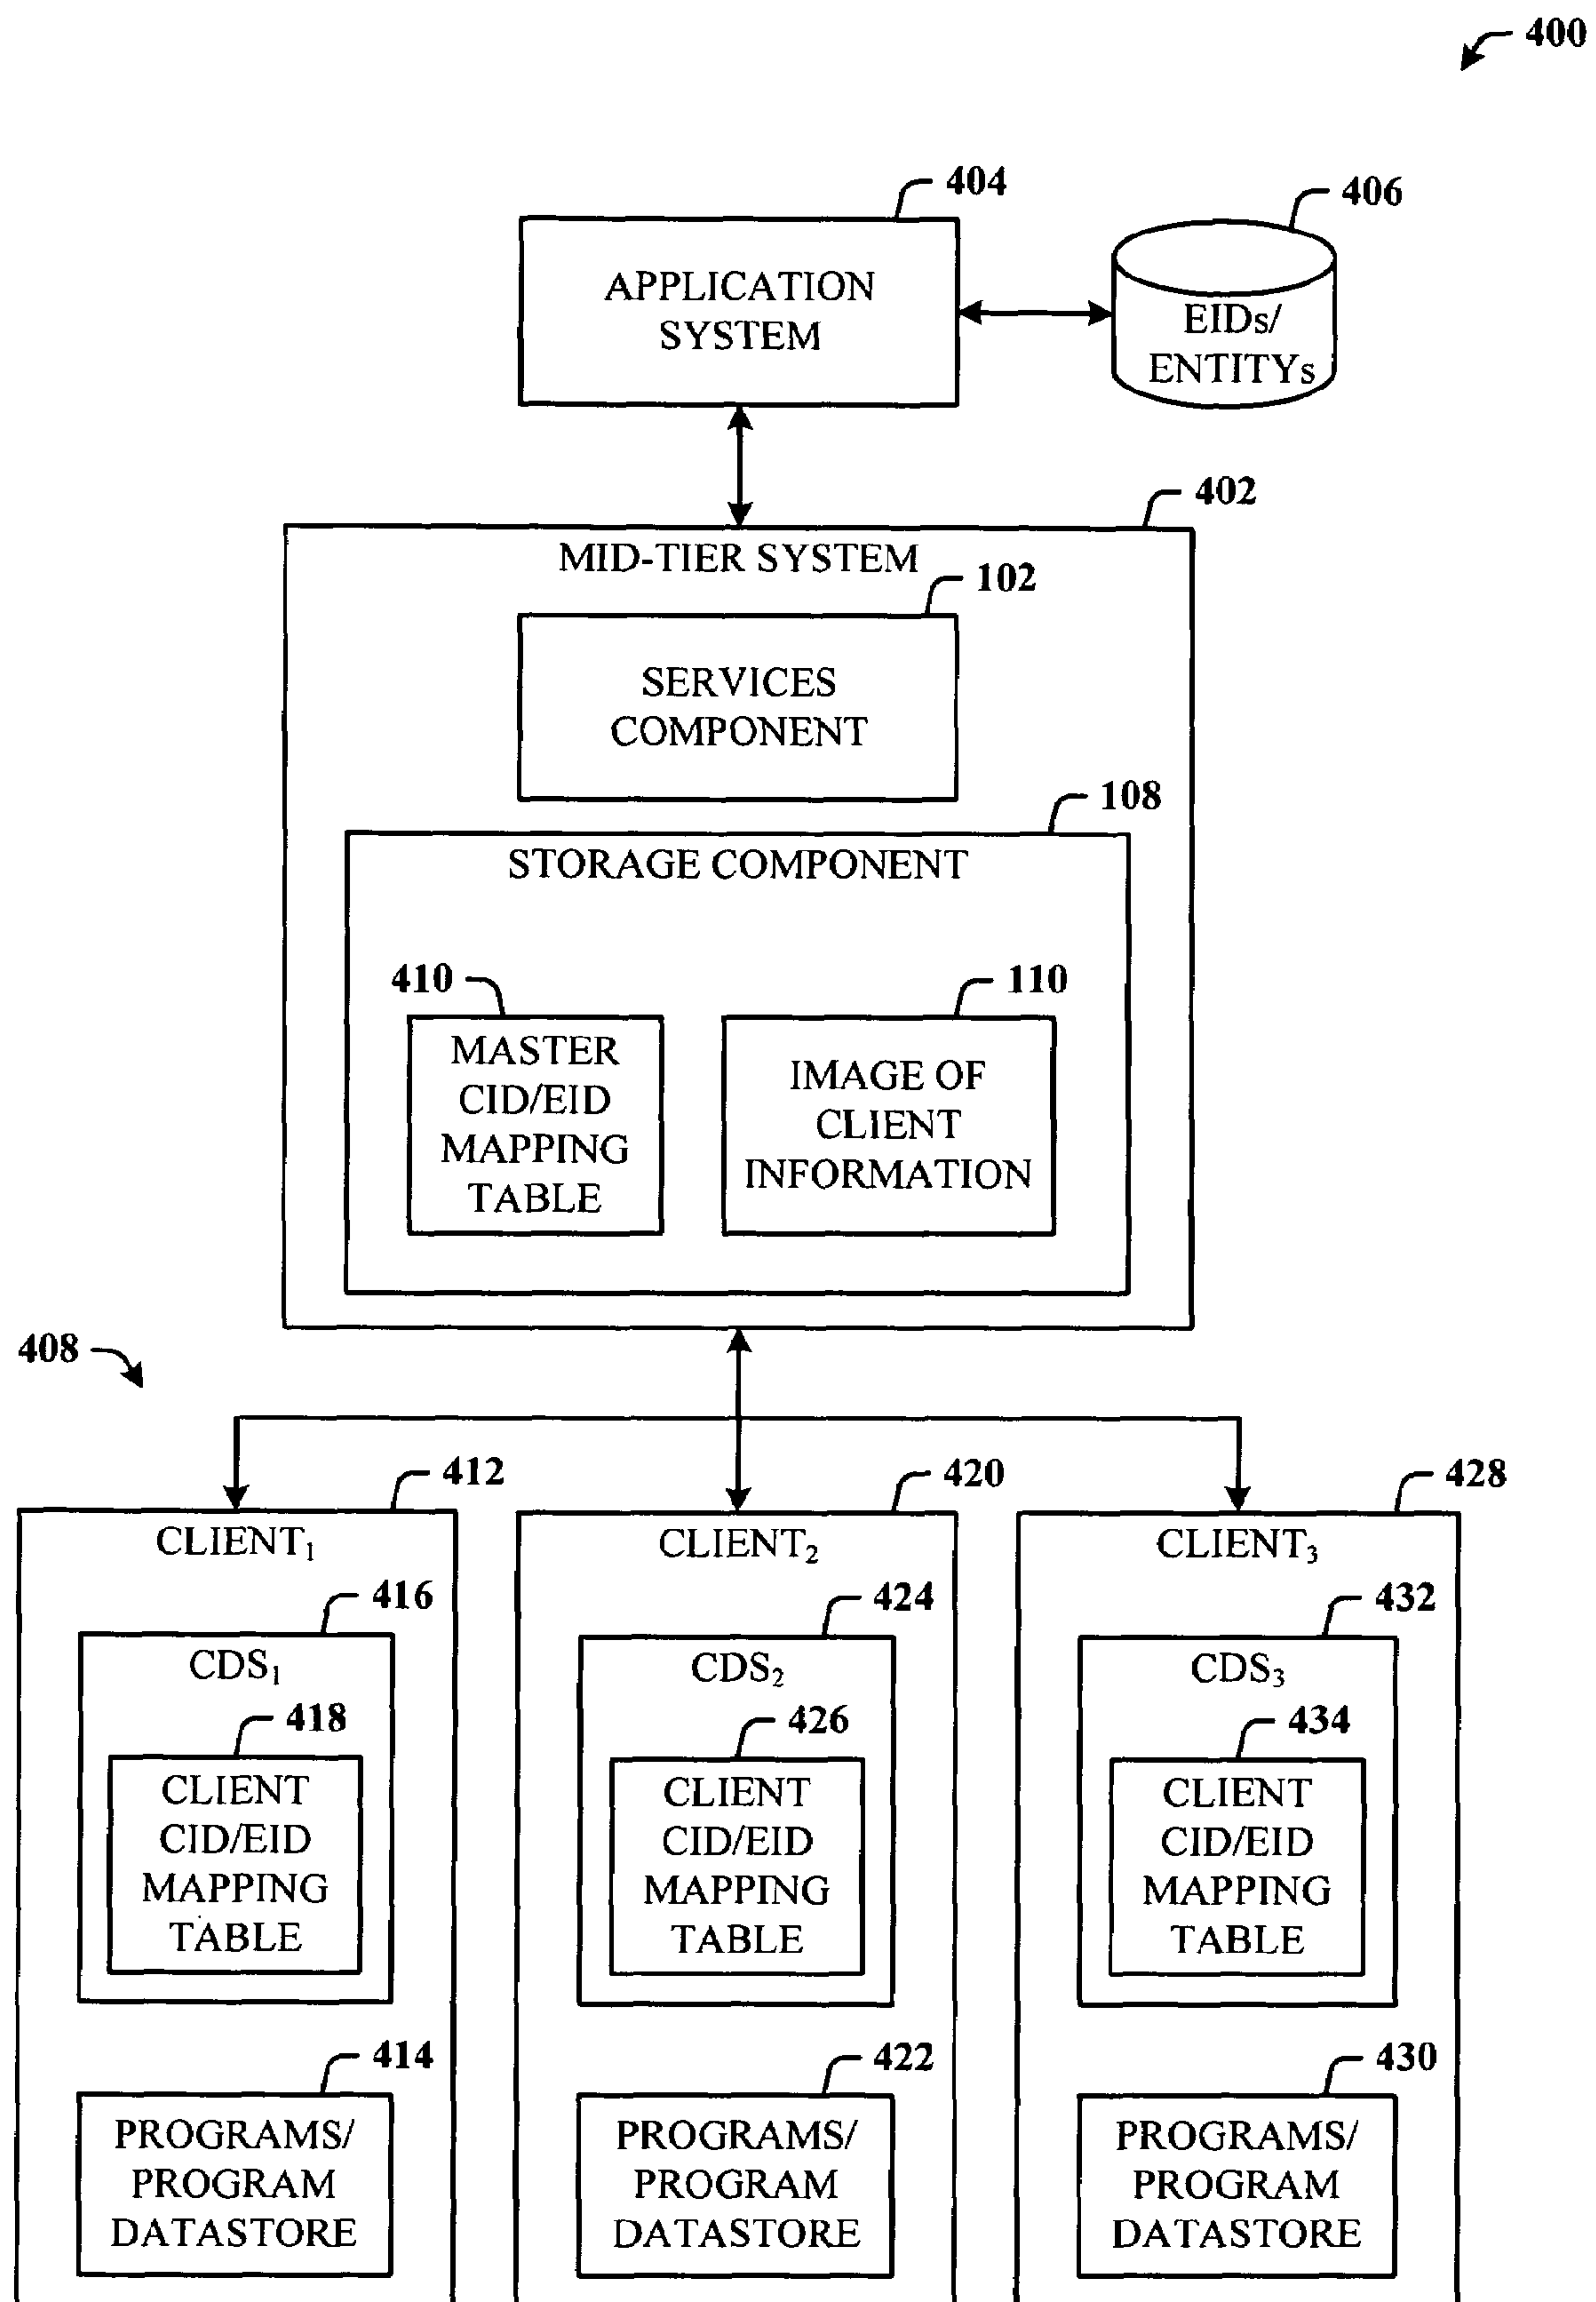 400
404
406
APPLICATION
SYSTEM
EIDs/
ENTITYs
402
MID-TIER SYSTEM
102
SERVICES
COMPONENT
108
STORAGE COMPONENT
410
110
MASTER
CID/EID
MAPPING
TABLE
IMAGE OF
CLIENT
INFORMATION
408
412
420
428
CLIENT1
CLIENT2
CLIENT3
416
424
432
CDS1
CDS2
CDS3
418
426
434
CLIENT
CID/EID
MAPPING
TABLE
CLIENT
CID/EID
MAPPING
TABLE
CLIENT
CID/EID
MAPPING
TABLE
414
422
430
PROGRAMS/
PROGRAM
DATASTORE
PROGRAMS/
PROGRAM
DATASTORE
PROGRAMS/
PROGRAM
DATASTORE